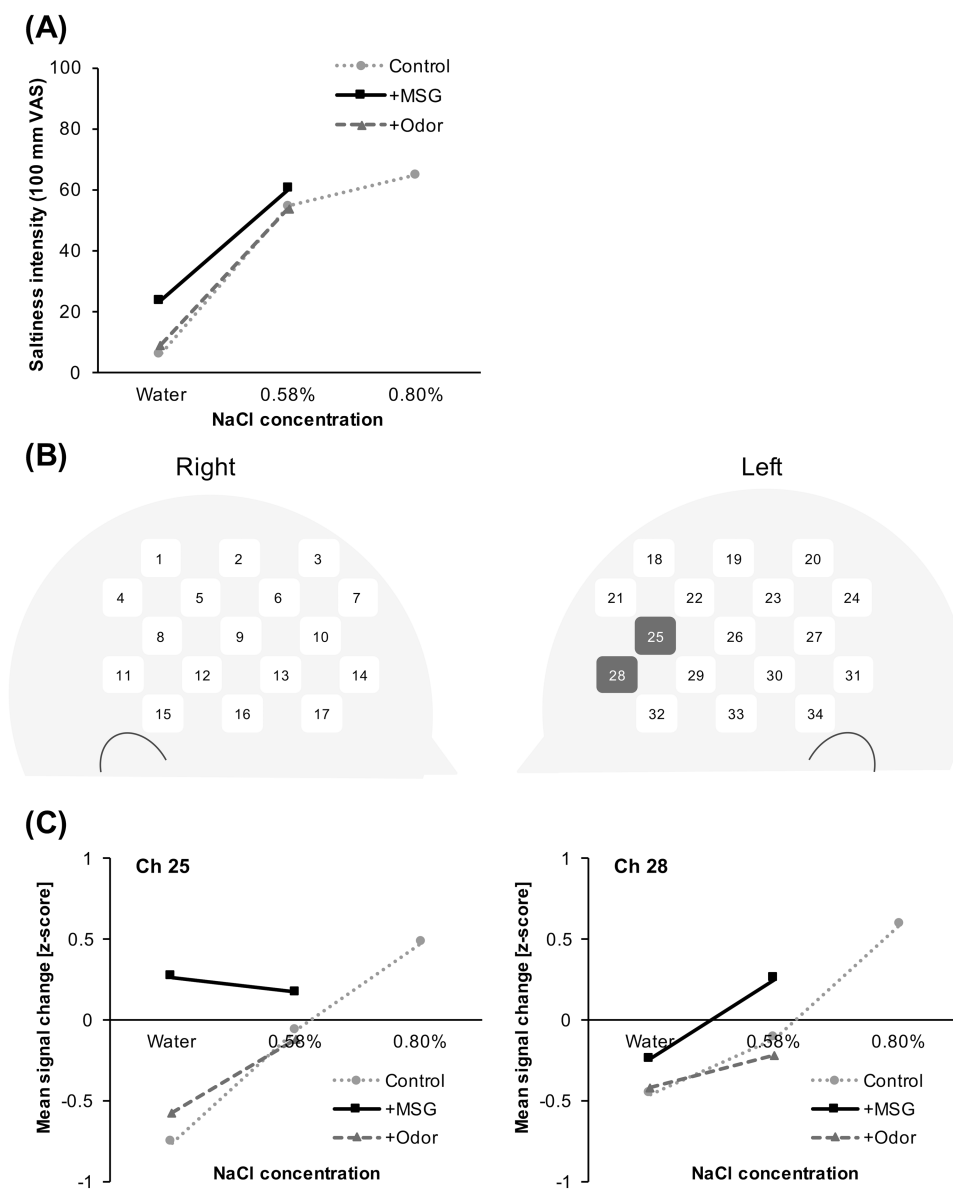 (A)
100
80
60
40
20
0
Saltiness intensity (100 mm VAS)
Control
+MSG
+Odor
Water 0.58% 0.80%
NaCl concentration
(B)
Right
1 2 3
4 5 6 7
8 9 10
11 12 13 14
15 16 17
Left
18 19 20
21 22 23 24
25 26 27
28 29 30 31
32 33 34
(C)
Ch 25
1
0.5
0
-0.5
-1
Mean signal change [z-score]
Water 0.58% 0.80%
Control
+MSG
+Odor
NaCl concentration
Ch 28
1
0.5
0
-0.5
-1
Mean signal change [z-score]
Water 0.58% 0.80%
Control
+MSG
+Odor
NaCl concentration